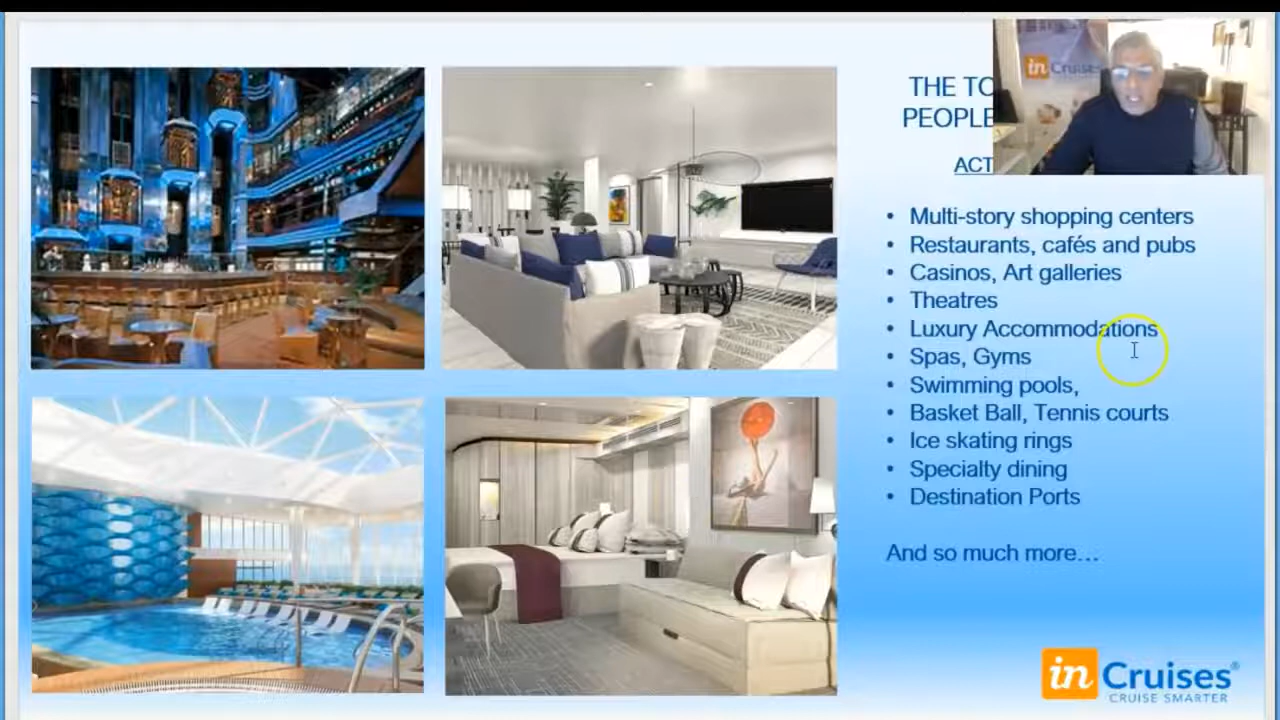 THE TO
PEOPLE
ACT
• Multi-story shopping centers
• Restaurants, cafés and pubs
• Casinos, Art galleries
• Theatres
• Luxury Accommodations
• Spas, Gyms
• Swimming pools,
• Basket Ball, Tennis courts
• Ice skating rings
• Specialty dining
• Destination Ports
And so much more…
in Cruises®
CRUISE SMARTER
in Cruises